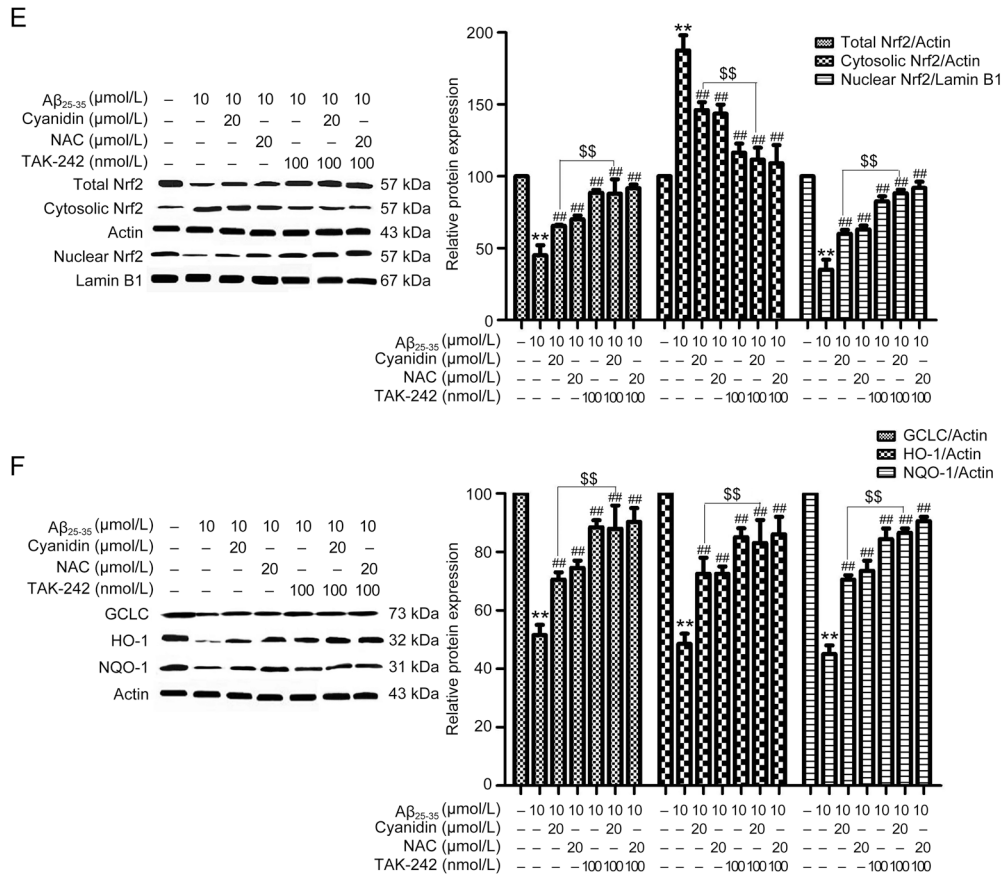 E
Aβ25-35 (μmol/L) – 10 10 10 10 10 10
Cyanidin (μmol/L) 20 20
NAC (μmol/L) 20 20
TAK-242 (nmol/L) 100 100 100
Total Nrf2 57 kDa
Cytosolic Nrf2 57 kDa
Actin 43 kDa
Nuclear Nrf2 57 kDa
Lamin B1 67 kDa
Relative protein expression
200
150
100
50
0
Total Nrf2/Actin
Cytosolic Nrf2/Actin
Nuclear Nrf2/Lamin B1
** ## ## ## ## ## $$
** ## ## ## ## ## $$
** ## ## ## ## ## $$
Aβ25-35 (μmol/L) – 10 10 10 10 10 10 – 10 10 10 10 10 10 – 10 10 10 10 10 10
Cyanidin (μmol/L) – – 20 – – 20 – – – 20 – – 20 – – – 20 – – 20 –
NAC (μmol/L) – – – 20 – – 20 – – – 20 – – 20 – – – 20 – – 20
TAK-242 (nmol/L) – – – – 100 100 100 – – – – 100 100 100 – – – – 100 100 100
F
Aβ25-35 (μmol/L) – 10 10 10 10 10 10
Cyanidin (μmol/L) – – 20 – – 20 –
NAC (μmol/L) – – – 20 – – 20
TAK-242 (nmol/L) – – – – 100 100 100
GCLC 73 kDa
HO-1 32 kDa
NQO-1 31 kDa
Actin 43 kDa
Relative protein expression
100
80
60
40
20
0
GCLC/Actin
HO-1/Actin
NQO-1/Actin
** ## ## ## ## ## $$
** ## ## ## ## ## $$
** ## ## ## ## ## $$
Aβ25-35 (μmol/L) – 10 10 10 10 10 10 – 10 10 10 10 10 10 – 10 10 10 10 10 10
Cyanidin (μmol/L) – – 20 – – 20 – – – 20 – – 20 – – – 20 – – 20 –
NAC (μmol/L) – – – 20 – – 20 – – – 20 – – 20 – – – 20 – – 20
TAK-242 (nmol/L) – – – – 100 100 100 – – – – 100 100 100 – – – – 100 100 100